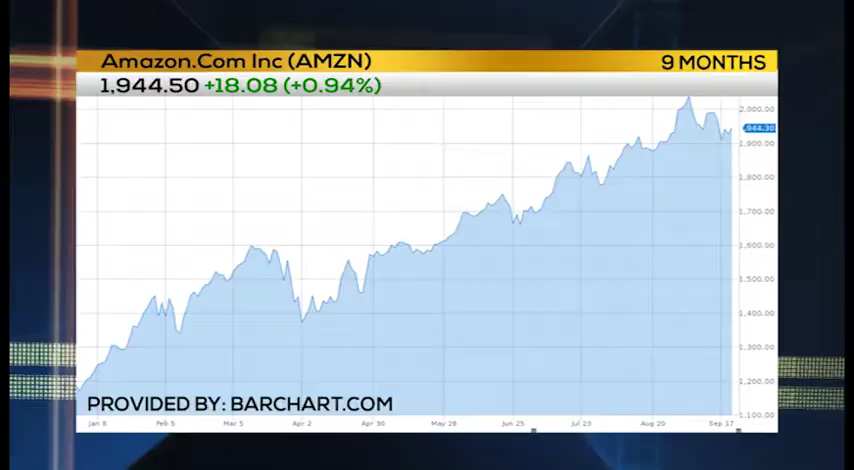 Amazon.Com Inc (AMZN)
9 MONTHS
1,944.50 +18.08 (+0.94%)
2,000.00
944.30
1,900.00
1,800.00
1,700.00
1,600.00
1,500.00
1,400.00
1,300.00
1,200.00
1,100.00
PROVIDED BY: BARCHART.COM
Jan 8 Feb 5 Mar 5 Apr 2 Apr 30 May 28 Jun 25 Jul 23 Aug 20 Sep 17